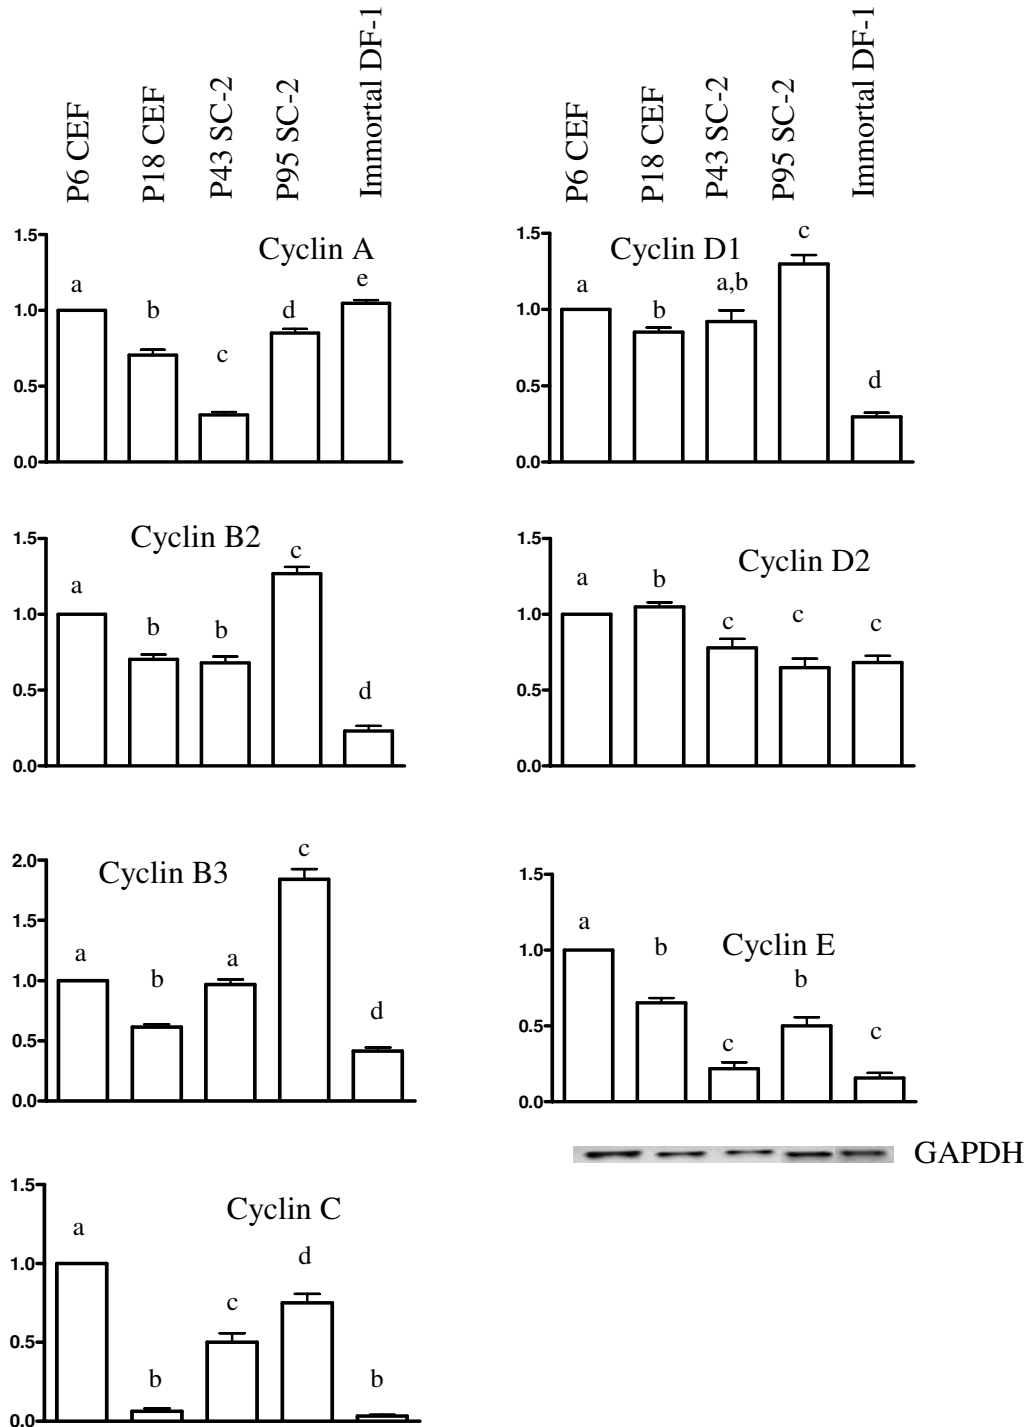 P6 CEF
P18 CEF
P43 SC-2
P95 SC-2
Immortal DF-1
P6 CEF
P18 CEF
P43 SC-2
P95 SC-2
Immortal DF-1
Cyclin A
1.5
1.0
0.5
0.0
a
b
c
d
e
Cyclin D1
1.5
1.0
0.5
0.0
a
b
a,b
c
d
Cyclin B2
1.5
1.0
0.5
0.0
a
b
b
c
d
Cyclin D2
1.5
1.0
0.5
0.0
a
b
c
c
c
Cyclin B3
2.0
1.5
1.0
0.5
0.0
a
b
a
c
d
Cyclin E
1.5
1.0
0.5
0.0
a
b
c
b
c
GAPDH
Cyclin C
1.5
1.0
0.5
0.0
a
b
c
d
b